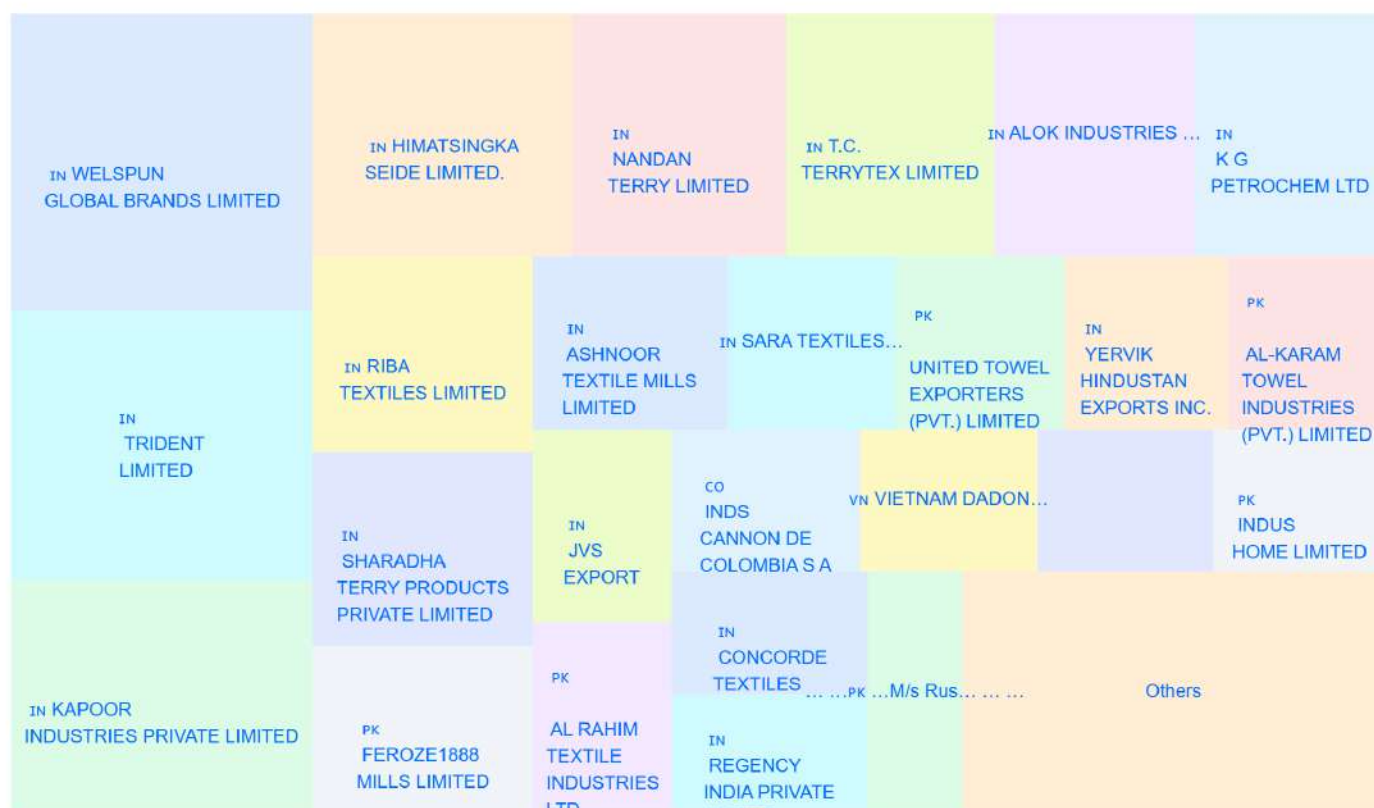 IN WELSPUN
GLOBAL BRANDS LIMITED
IN HIMATSINGKA
SEIDE LIMITED.
IN
NANDAN
TERRY LIMITED
IN T.C.
TERRYTEX LIMITED
IN ALOK INDUSTRIES ...
IN
K G
PETROCHEM LTD
IN
TRIDENT
LIMITED
IN RIBA
TEXTILES LIMITED
IN
ASHNOOR
TEXTILE MILLS
LIMITED
IN SARA TEXTILES...
PK
UNITED TOWEL
EXPORTERS
(PVT.) LIMITED
IN
YERVIK
HINDUSTAN
EXPORTS INC.
PK
AL-KARAM
TOWEL
INDUSTRIES
(PVT.) LIMITED
IN
SHARADHA
TERRY PRODUCTS
PRIVATE LIMITED
IN
JVS
EXPORT
CO
INDS
CANNON DE
COLOMBIA S A
VN VIETNAM DADON...
PK
INDUS
HOME LIMITED
IN KAPOOR
INDUSTRIES PRIVATE LIMITED
PK
FEROZE1888
MILLS LIMITED
PK
AL RAHIM
TEXTILE
INDUSTRIES
LTD
IN
CONCORDE
TEXTILES
... ...PK ...M/s Rus... ... ...
Others
IN
REGENCY
INDIA PRIVATE